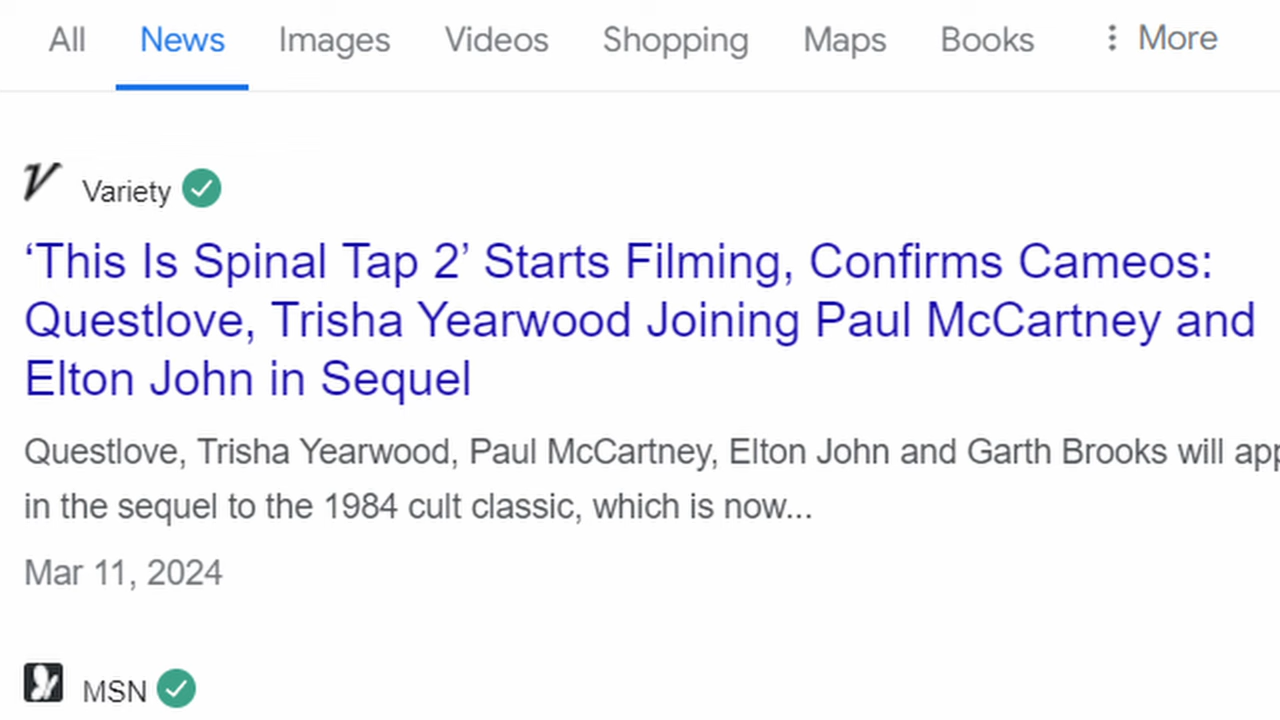 All News Images Videos Shopping Maps Books More
Variety
‘This Is Spinal Tap 2’ Starts Filming, Confirms Cameos:
Questlove, Trisha Yearwood Joining Paul McCartney and
Elton John in Sequel
Questlove, Trisha Yearwood, Paul McCartney, Elton John and Garth Brooks will app
in the sequel to the 1984 cult classic, which is now...
Mar 11, 2024
MSN